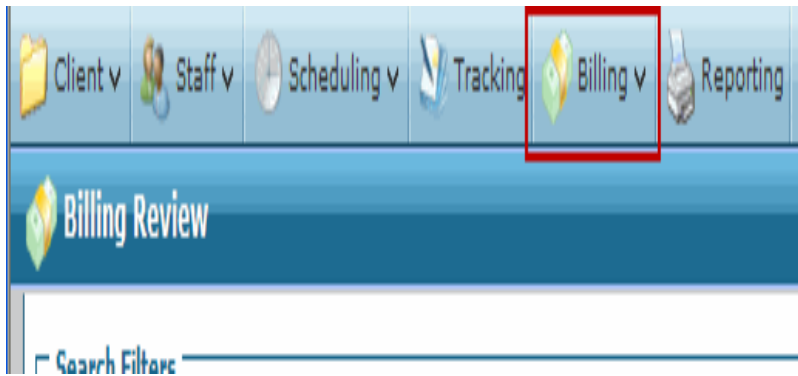 Client Staff Scheduling Tracking Billing Reporting
Billing Review
Search Filters